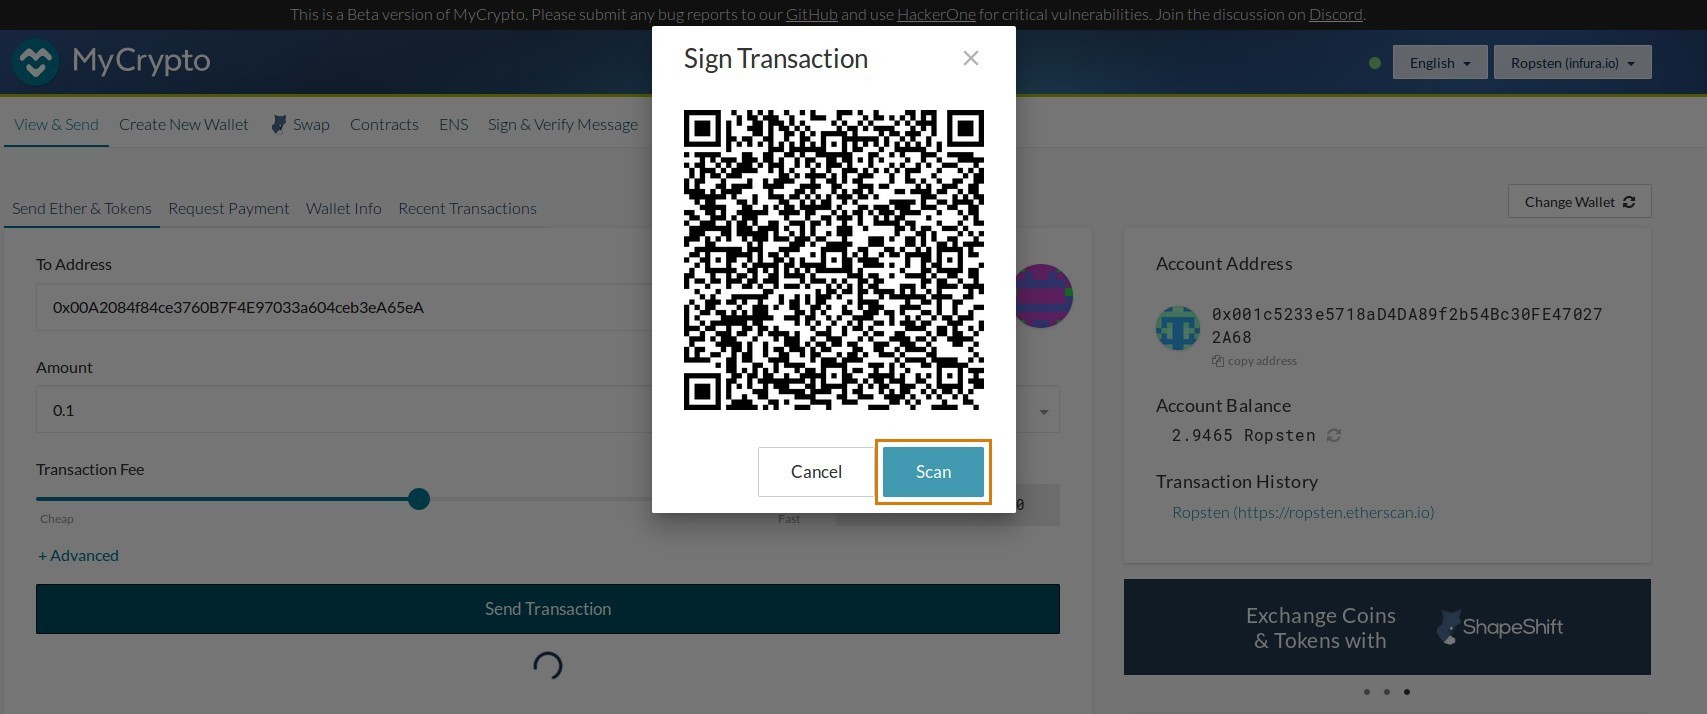 This is a Beta version of MyCrypto. Please submit any bug reports to our GitHub and use HackerOne for critical vulnerabilities. Join the discussion on Discord.
MyCrypto
English
Ropsten (infura.io)
View & Send
Create New Wallet
Swap
Contracts
ENS
Sign & Verify Message
Sign Transaction
Cancel
Scan
Send Ether & Tokens
Request Payment
Wallet Info
Recent Transactions
Change Wallet
To Address
0x00A2084f84ce3760B7F4E97033a604ceb3eA65eA
Amount
0.1
Transaction Fee
Cheap
Fast
0
+ Advanced
Send Transaction
Account Address
0x001c5233e5718aD4DA89f2b54Bc30FE47027
2A68
copy address
Account Balance
2.9465 Ropsten
Transaction History
Ropsten (https://ropsten.etherscan.io)
Exchange Coins
& Tokens with
ShapeShift